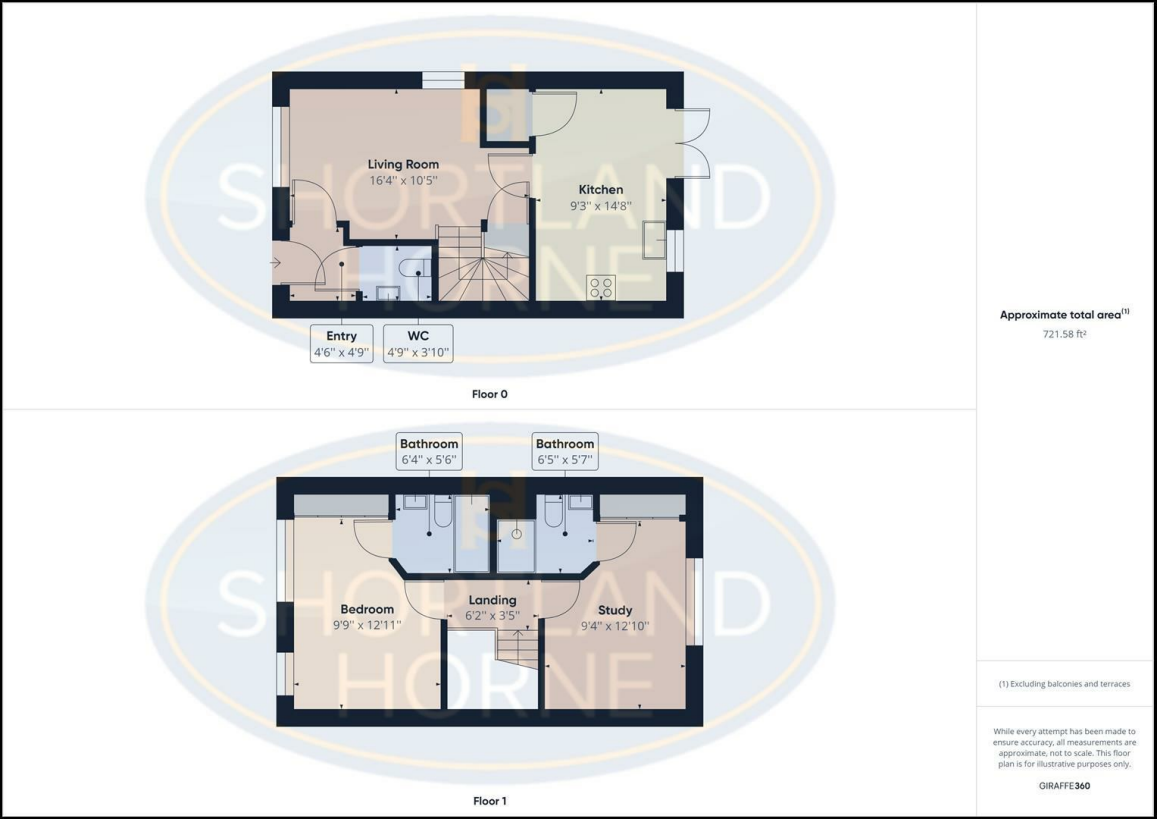 Living Room
16'4" x 10'5"
Kitchen
9'3" x 14'8"
Entry
4'6" x 4'9"
WC
4'9" x 3'10"
Floor 0
SHORTLAND
HORNE
Bathroom
6'4" x 5'6"
Bathroom
6'5" x 5'7"
Bedroom
9'9" x 12'11"
Landing
6'2" x 3'5"
Study
9'4" x 12'10"
Floor 1
SHORTLAND
HORNE
Approximate total area(1)
721.58 ft²
(1) Excluding balconies and terraces
While every attempt has been made to
ensure accuracy, all measurements are
approximate, not to scale. This floor
plan is for illustrative purposes only.
GIRAFFE360